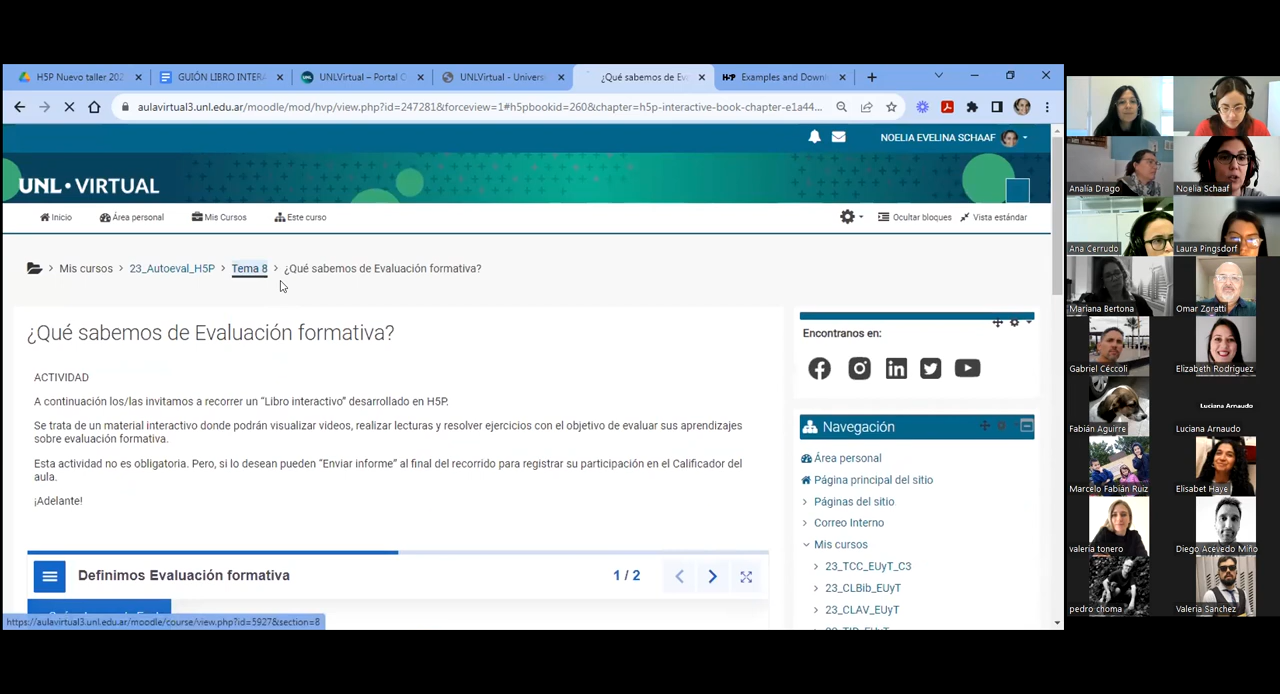 H5P Nuevo taller 202
GUIÓN LIBRO INTERA
UNLVirtual – Portal C
UNLVirtual - Universi
¿Qué sabemos de Eva
Examples and Downl
aulavirtual3.unl.edu.ar/moodle/mod/hvp/view.php?id=247281&forceview=1#h5pbookid=260&chapter=h5p-interactive-book-chapter-e1a44...
NOELIA EVELINA SCHAAF
UNL • VIRTUAL
Inicio
Área personal
Mis Cursos
Este curso
Ocultar bloques
Vista estándar
Mis cursos > 23_Autoeval_H5P > Tema 8 > ¿Qué sabemos de Evaluación formativa?
¿Qué sabemos de Evaluación formativa?
ACTIVIDAD
A continuación los/las invitamos a recorrer un “Libro interactivo” desarrollado en H5P.
Se trata de un material interactivo donde podrán visualizar videos, realizar lecturas y resolver ejercicios con el objetivo de evaluar sus aprendizajes
sobre evaluación formativa.
Esta actividad no es obligatoria. Pero, si lo desean pueden “Enviar informe” al final del recorrido para registrar su participación en el Calificador del
aula.
¡Adelante!
Definimos Evaluación formativa
1 / 2
https://aulavirtual3.unl.edu.ar/moodle/course/view.php?id=5927&section=8
Encontranos en:
Navegación
Área personal
Página principal del sitio
Páginas del sitio
Correo Interno
Mis cursos
23_TCC_EUyT_C3
23_CLBib_EUyT
23_CLAV_EUyT
Analía Drago
Noelia Schaaf
Ana Cerrudo
Laura Pingsdorf
Mariana Bertona
Omar Zoratti
Gabriel Céccoli
Elizabeth Rodriguez
Luciana Arnaudo
Fabián Aguirre
Luciana Arnaudo
Marcelo Fabián Ruiz
Elisabet Haye
valeria tonero
Diego Acevedo Miño
pedro choma
Valeria Sanchez